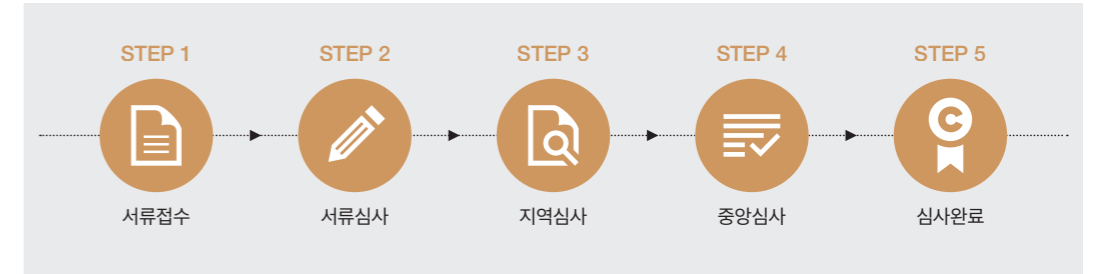 STEP 1
STEP 2
STEP 3
STEP 4
STEP 5
C
서류접수
서류심사
지역심사
중앙심사
심사완료